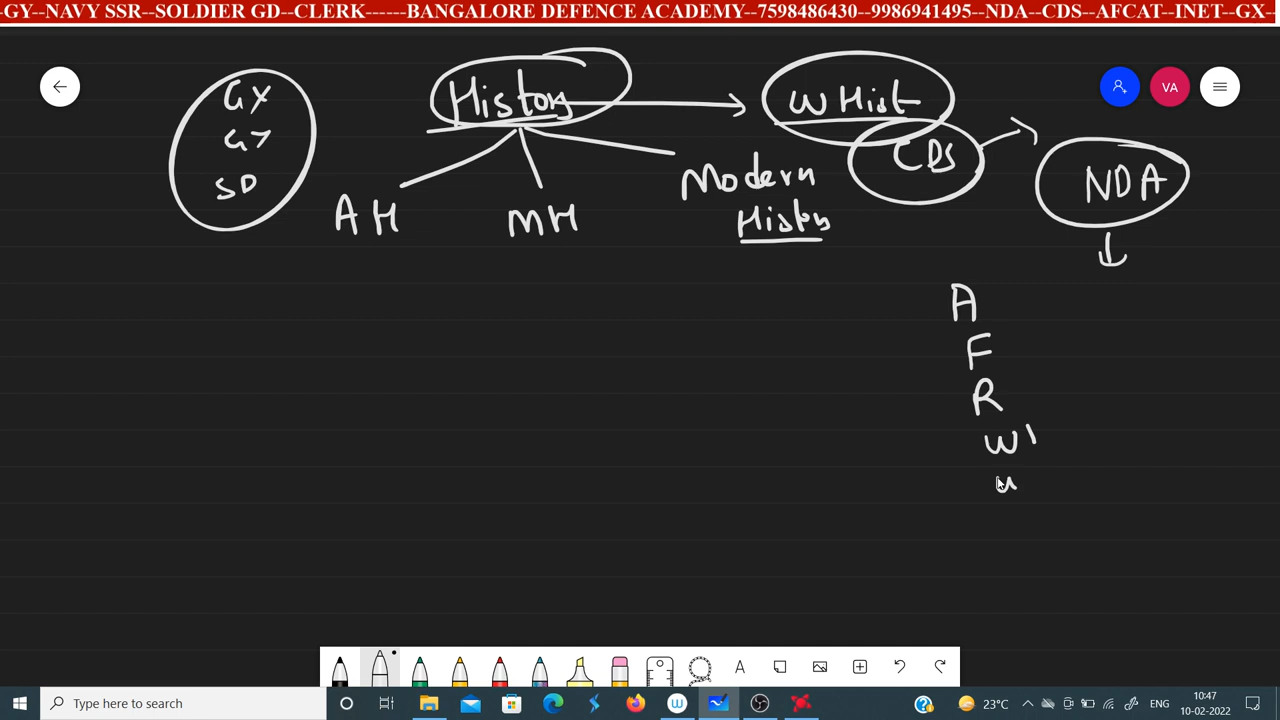 -GY--NAVY SSR--SOLDIER GD--CLERK------BANGALORE DEFENCE ACADEMY--7598486430--9986941495--NDA--CDS--AFCAT--INET--GX--
GX
GY
SD
History
W Hist
CDS
NDA
AH
MH
Modern
History
A
F
R
W1
VA
A
Type here to search
23°C
ENG
10:47
10-02-2022